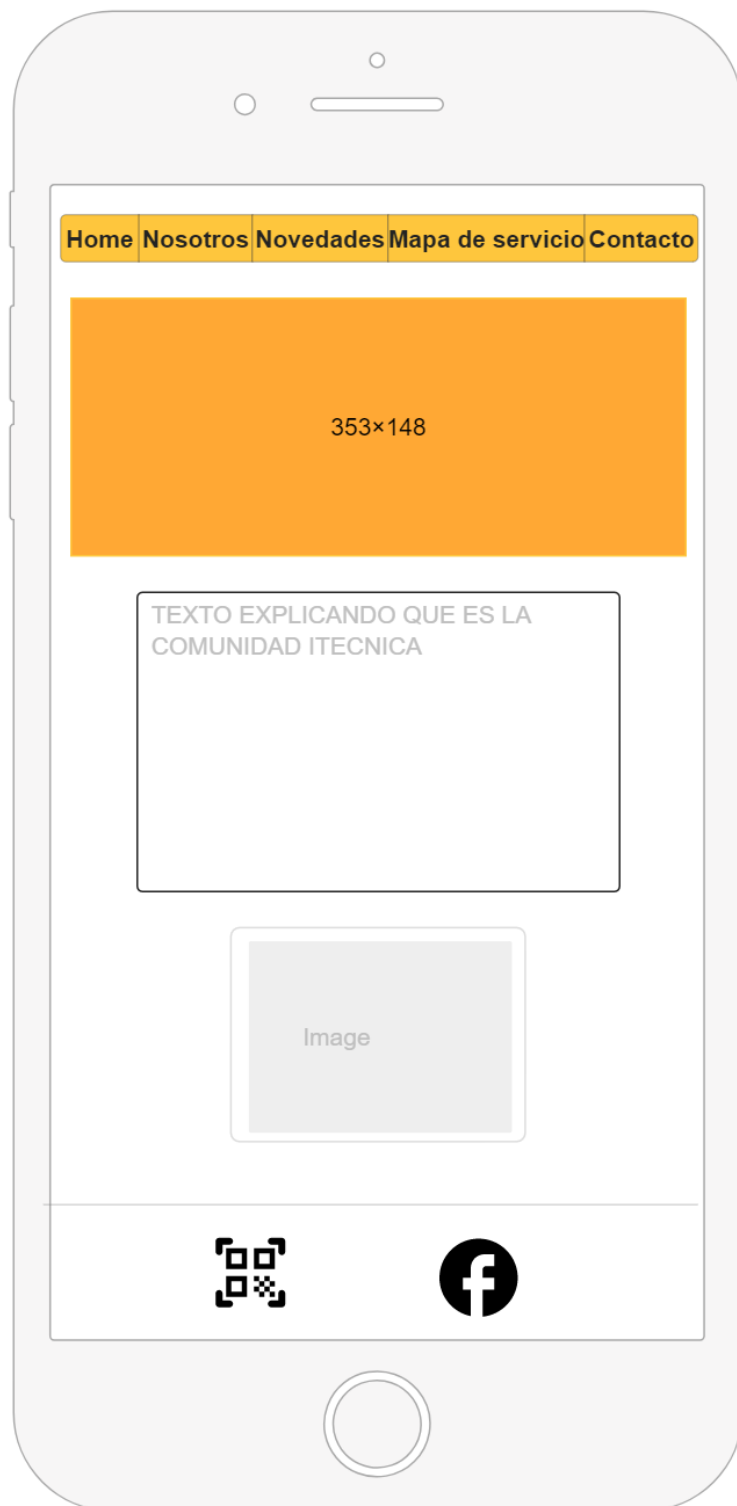 Home Nosotros Novedades Mapa de servicio Contacto
353×148
TEXTO EXPLICANDO QUE ES LA
COMUNIDAD ITECNICA
Image